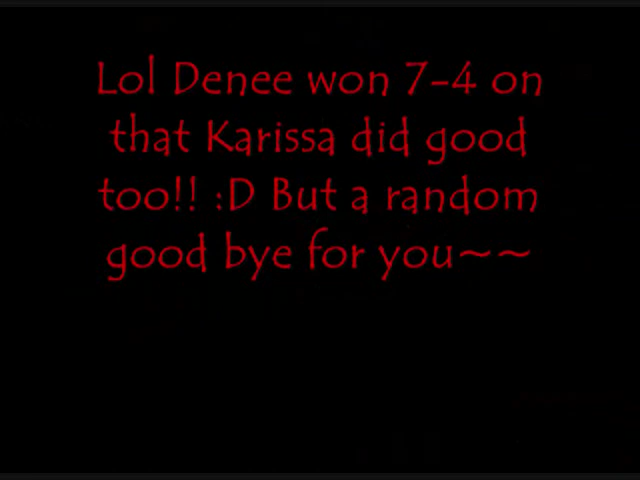 Lol Denee won 7-4 on
that Karissa did good
too!! :D But a random
good bye for you~~